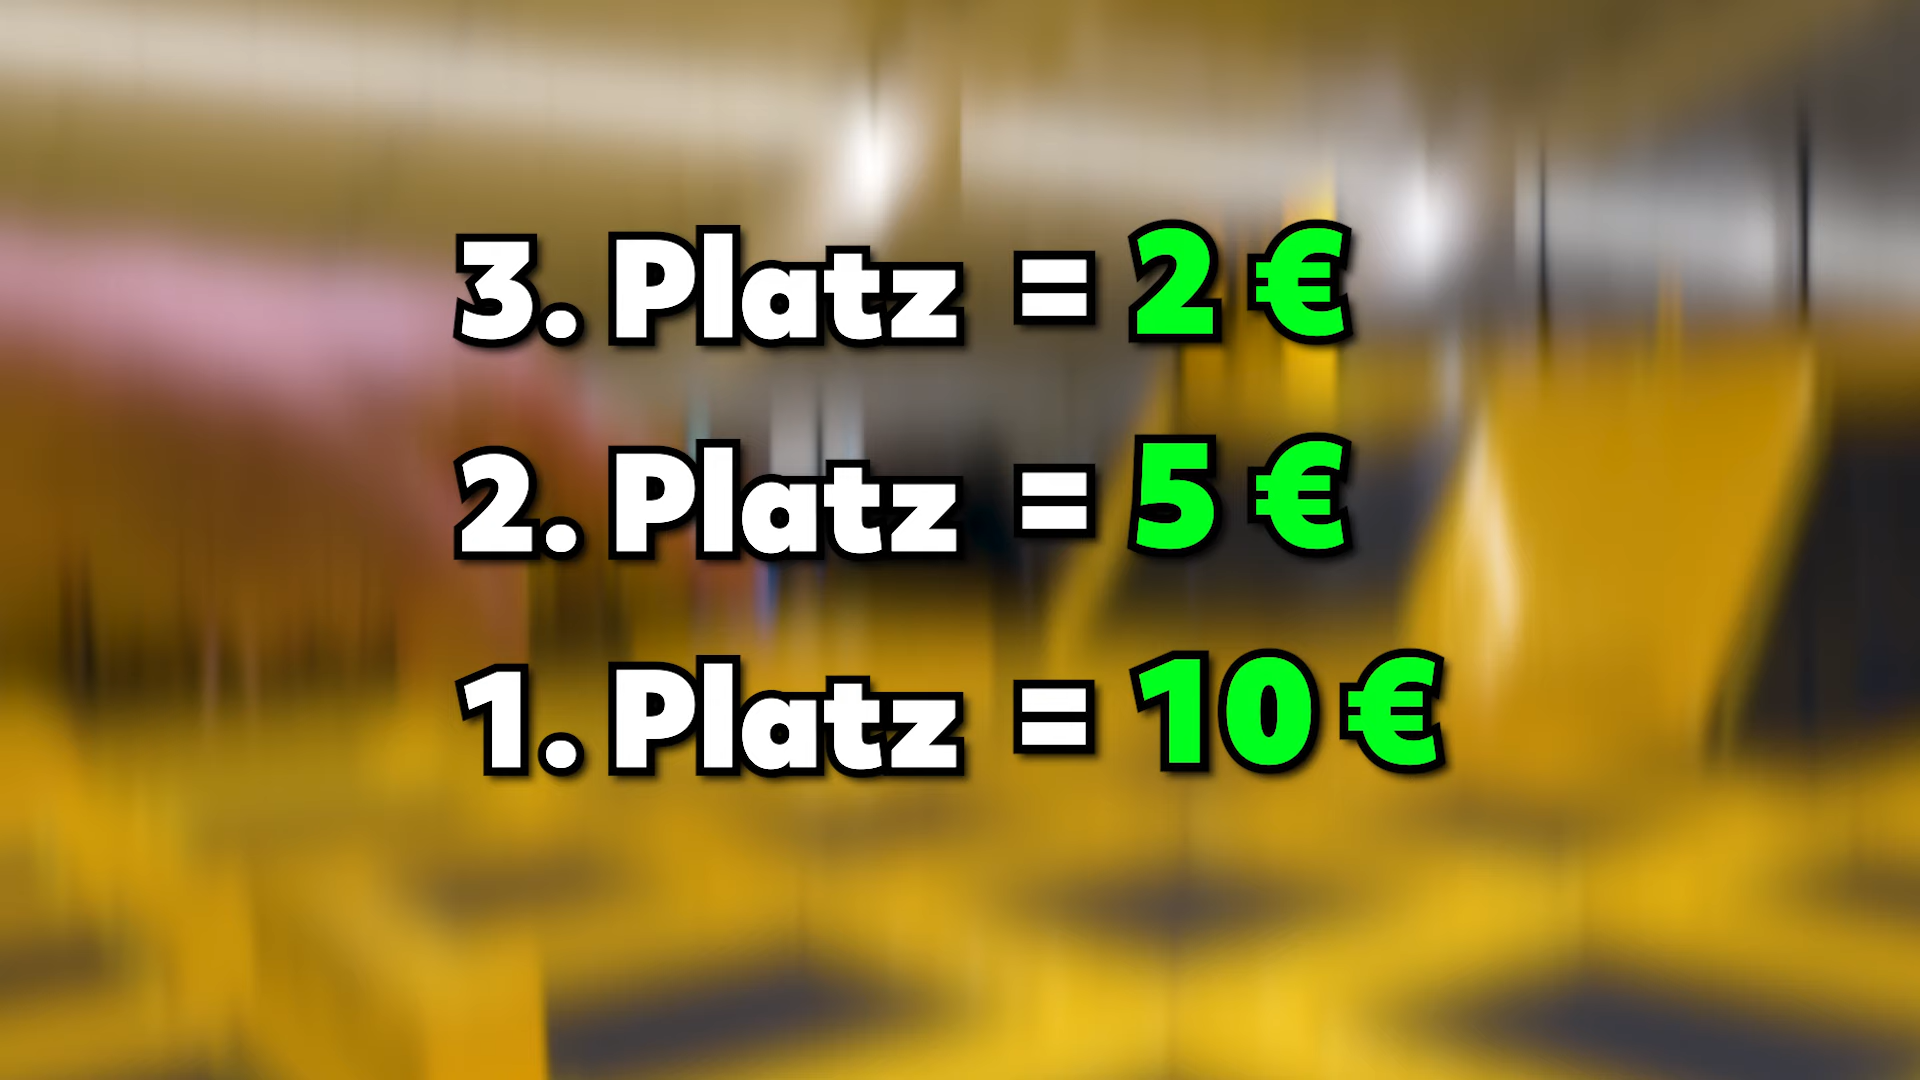 3. Platz = 2 €
2. Platz = 5 €
1. Platz = 10 €